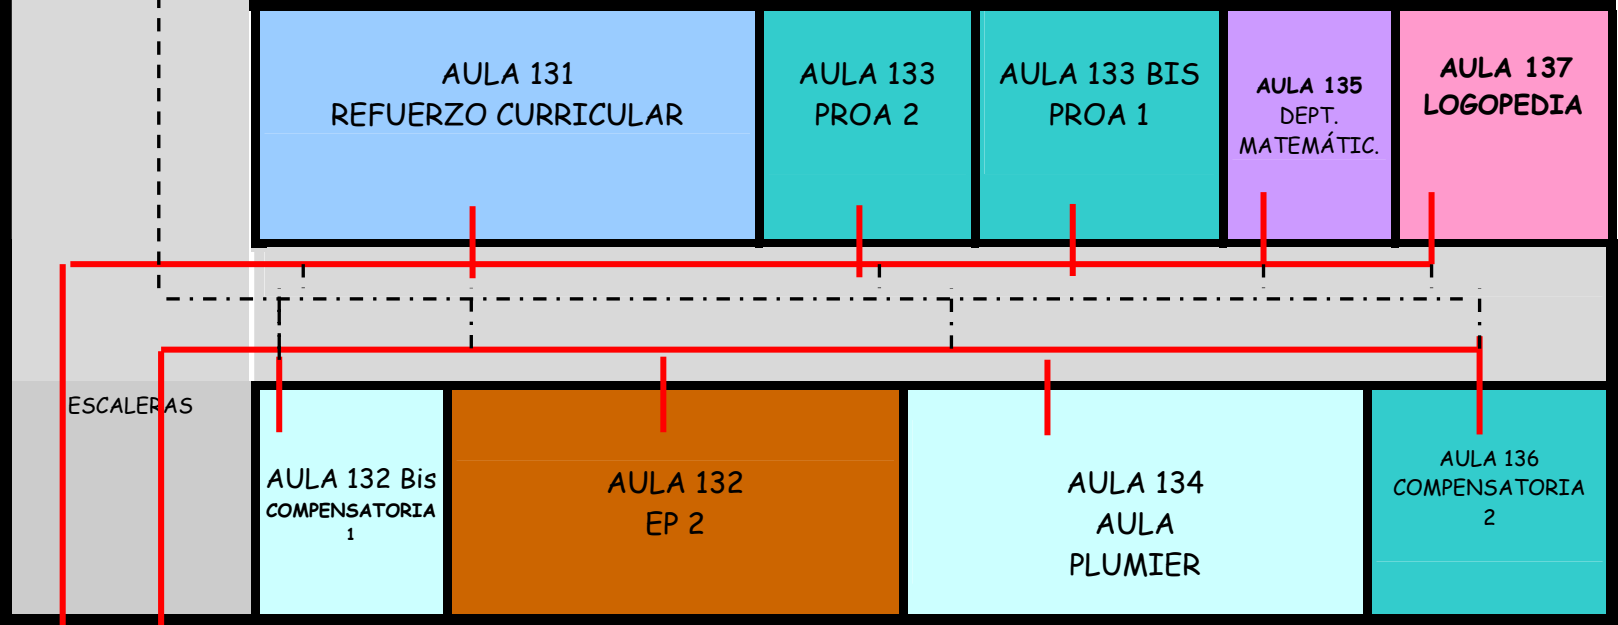 AULA 131
REFUERZO CURRICULAR
AULA 133
PROA 2
AULA 133 BIS
PROA 1
AULA 135
DEPT.
MATEMÁTIC.
AULA 137
LOGOPEDIA
ESCALERAS
AULA 132 Bis
COMPENSATORIA
1
AULA 132
EP 2
AULA 134
AULA
PLUMIER
AULA 136
COMPENSATORIA
2